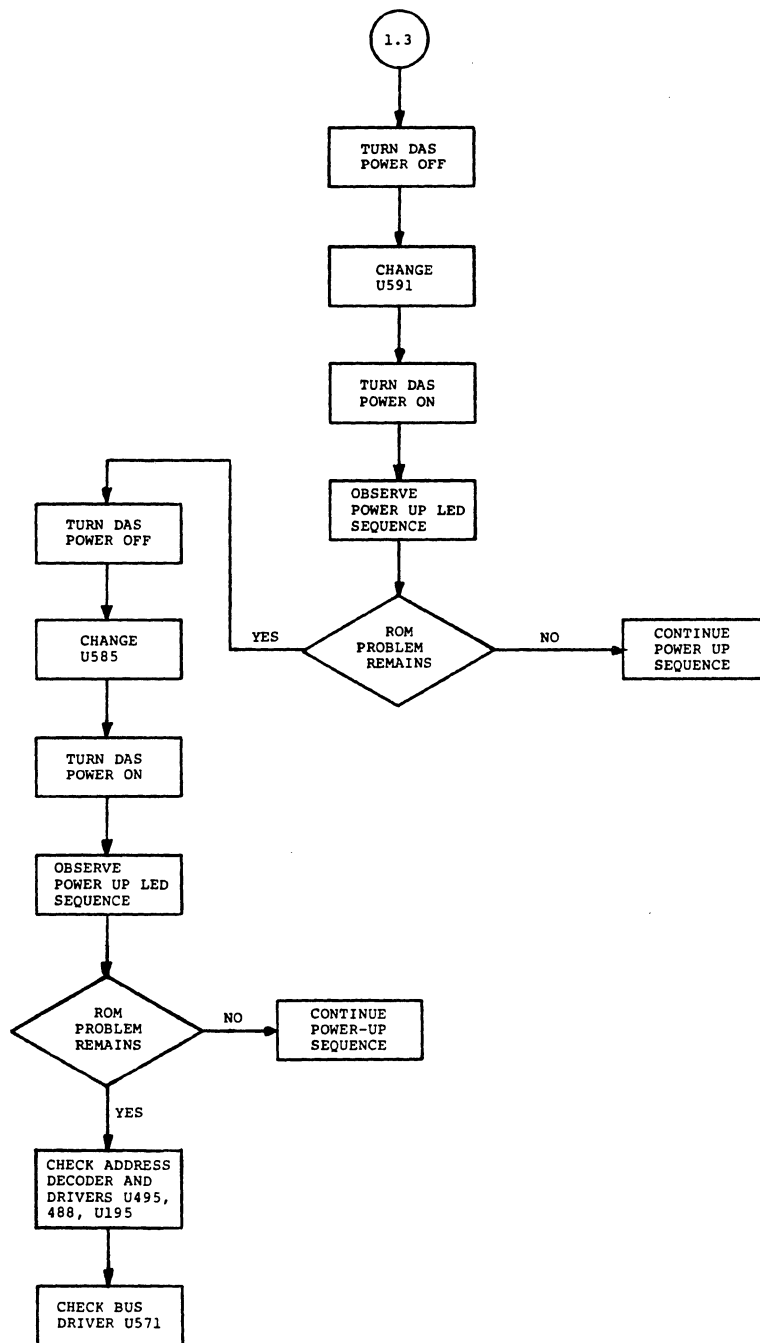 1.3
TURN DAS
POWER OFF
CHANGE
U591
TURN DAS
POWER ON
OBSERVE
POWER UP LED
SEQUENCE
ROM
PROBLEM
REMAINS
NO
CONTINUE
POWER UP
SEQUENCE
YES
TURN DAS
POWER OFF
CHANGE
U585
TURN DAS
POWER ON
OBSERVE
POWER UP LED
SEQUENCE
ROM
PROBLEM
REMAINS
NO
CONTINUE
POWER-UP
SEQUENCE
YES
CHECK ADDRESS
DECODER AND
DRIVERS U495,
488, U195
CHECK BUS
DRIVER U571